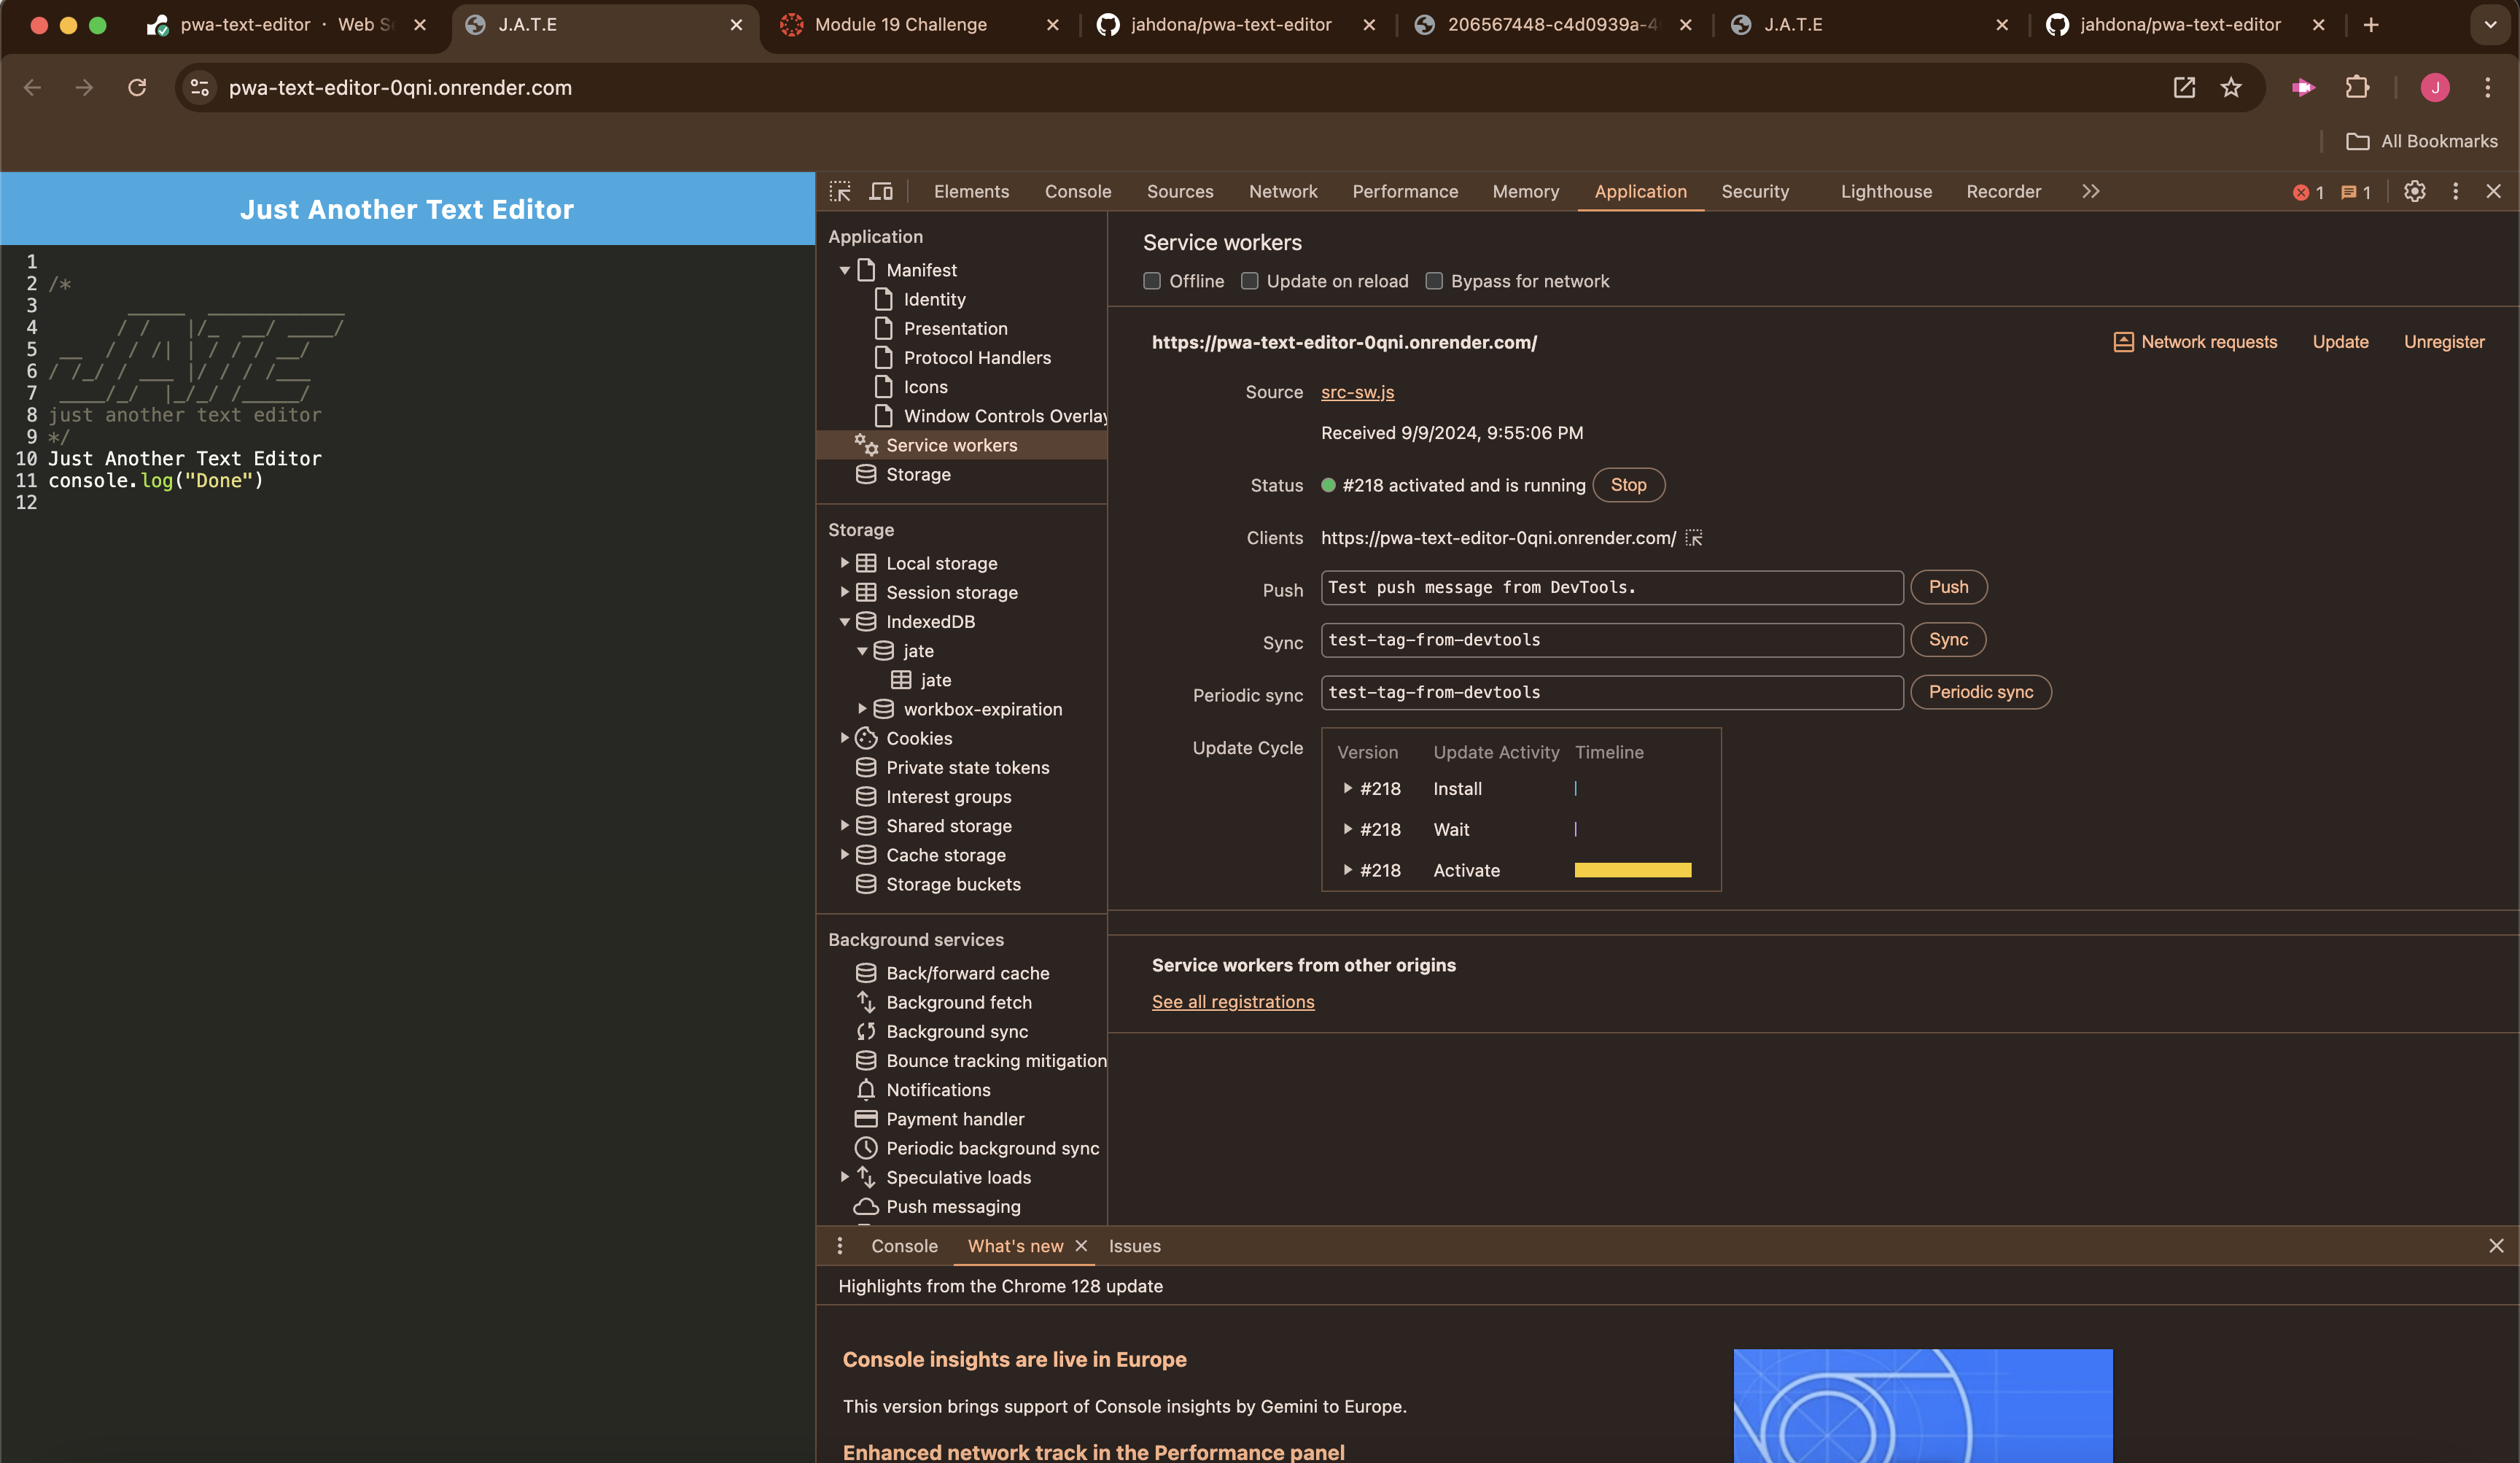 pwa-text-editor · Web Se
J.A.T.E
Module 19 Challenge
jahdona/pwa-text-editor
206567448-c4d0939a-4
J.A.T.E
jahdona/pwa-text-editor
pwa-text-editor-0qni.onrender.com
J
All Bookmarks
Just Another Text Editor
1
2 /*
3
4
5
6
7
8 just another text editor
9 */
10 Just Another Text Editor
11 console.log("Done")
12
Elements Console Sources Network Performance Memory Application Security Lighthouse Recorder
1 1
Application
Manifest
Identity
Presentation
Protocol Handlers
Icons
Window Controls Overlay
Service workers
Storage
Storage
Local storage
Session storage
IndexedDB
jate
jate
workbox-expiration
Cookies
Private state tokens
Interest groups
Shared storage
Cache storage
Storage buckets
Background services
Back/forward cache
Background fetch
Background sync
Bounce tracking mitigation
Notifications
Payment handler
Periodic background sync
Speculative loads
Push messaging
Service workers
Offline Update on reload Bypass for network
https://pwa-text-editor-0qni.onrender.com/
Network requests Update Unregister
Source src-sw.js
Received 9/9/2024, 9:55:06 PM
Status #218 activated and is running Stop
Clients https://pwa-text-editor-0qni.onrender.com/
Push Test push message from DevTools. Push
Sync test-tag-from-devtools Sync
Periodic sync test-tag-from-devtools Periodic sync
Update Cycle
Version Update Activity Timeline
#218 Install
#218 Wait
#218 Activate
Service workers from other origins
See all registrations
Console What's new Issues
Highlights from the Chrome 128 update
Console insights are live in Europe
This version brings support of Console insights by Gemini to Europe.
Enhanced network track in the Performance panel